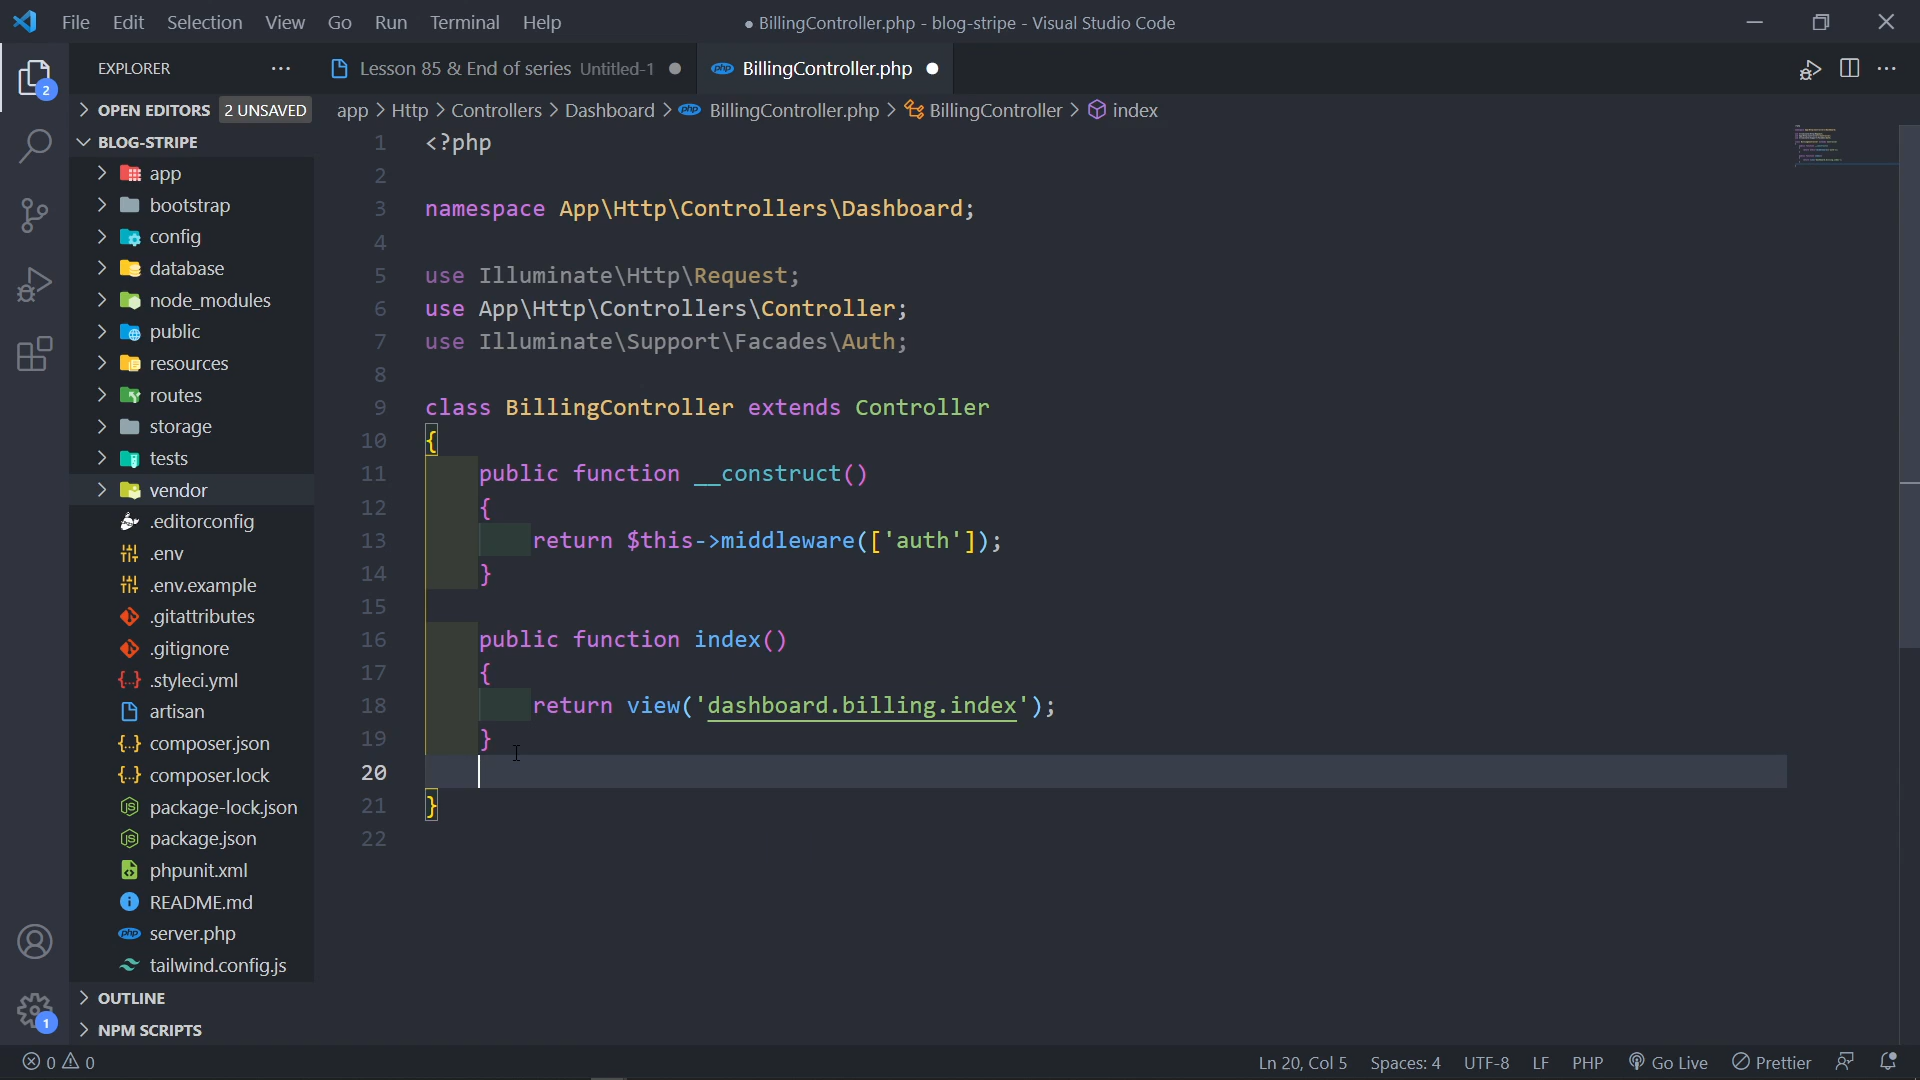 File Edit Selection View Go Run Terminal Help
● BillingController.php - blog-stripe - Visual Studio Code
EXPLORER ···
Lesson 85 & End of series Untitled-1 ●
php BillingController.php ●
OPEN EDITORS 2 UNSAVED
app > Http > Controllers > Dashboard > php BillingController.php > BillingController > index
BLOG-STRIPE
app
bootstrap
config
database
node_modules
public
resources
routes
storage
tests
vendor
.editorconfig
.env
.env.example
.gitattributes
.gitignore
.styleci.yml
artisan
composer.json
composer.lock
package-lock.json
package.json
phpunit.xml
README.md
server.php
tailwind.config.js
OUTLINE
NPM SCRIPTS
2
1
1 <?php
2
3 namespace App\Http\Controllers\Dashboard;
4
5 use Illuminate\Http\Request;
6 use App\Http\Controllers\Controller;
7 use Illuminate\Support\Facades\Auth;
8
9 class BillingController extends Controller
10 {
11 public function __construct()
12 {
13 return $this->middleware(['auth']);
14 }
15
16 public function index()
17 {
18 return view('dashboard.billing.index');
19 }
20
21 }
22
0 0
Ln 20, Col 5 Spaces: 4 UTF-8 LF PHP Go Live Prettier